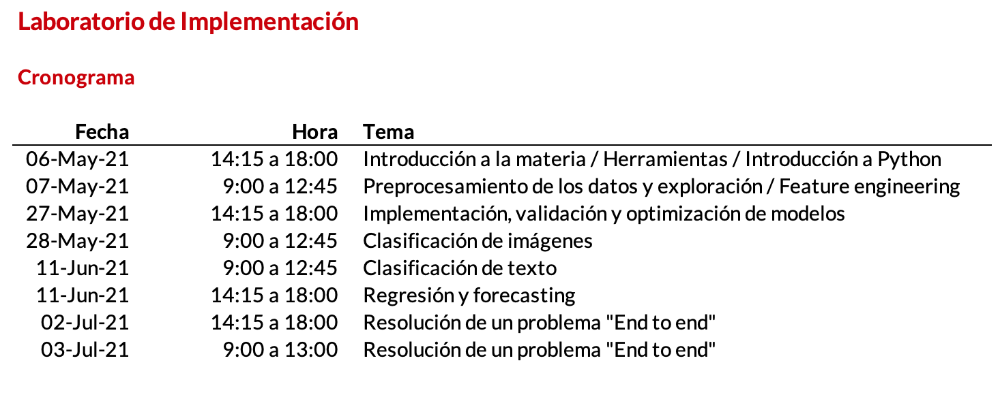 Laboratorio de Implementación
Cronograma
Fecha Hora Tema
06-May-21 14:15 a 18:00 Introducción a la materia / Herramientas / Introducción a Python
07-May-21 9:00 a 12:45 Preprocesamiento de los datos y exploración / Feature engineering
27-May-21 14:15 a 18:00 Implementación, validación y optimización de modelos
28-May-21 9:00 a 12:45 Clasificación de imágenes
11-Jun-21 9:00 a 12:45 Clasificación de texto
11-Jun-21 14:15 a 18:00 Regresión y forecasting
02-Jul-21 14:15 a 18:00 Resolución de un problema "End to end"
03-Jul-21 9:00 a 13:00 Resolución de un problema "End to end"